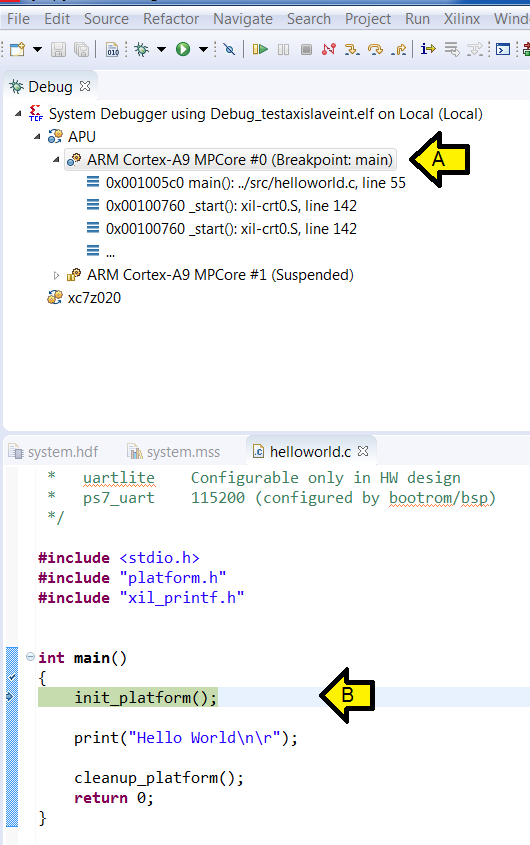 File Edit Source Refactor Navigate Search Project Run Xilinx Wind
Debug
System Debugger using Debug_testaxislaveint.elf on Local (Local)
APU
ARM Cortex-A9 MPCore #0 (Breakpoint: main)
A
0x001005c0 main(): ../src/helloworld.c, line 55
0x00100760 _start(): xil-crt0.S, line 142
0x00100760 _start(): xil-crt0.S, line 142
...
ARM Cortex-A9 MPCore #1 (Suspended)
xc7z020
system.hdf system.mss helloworld.c
* uartlite Configurable only in HW design
* ps7_uart 115200 (configured by bootrom/bsp)
*/
#include <stdio.h>
#include "platform.h"
#include "xil_printf.h"
int main()
{
init_platform();
B
print("Hello World\n\r");
cleanup_platform();
return 0;
}